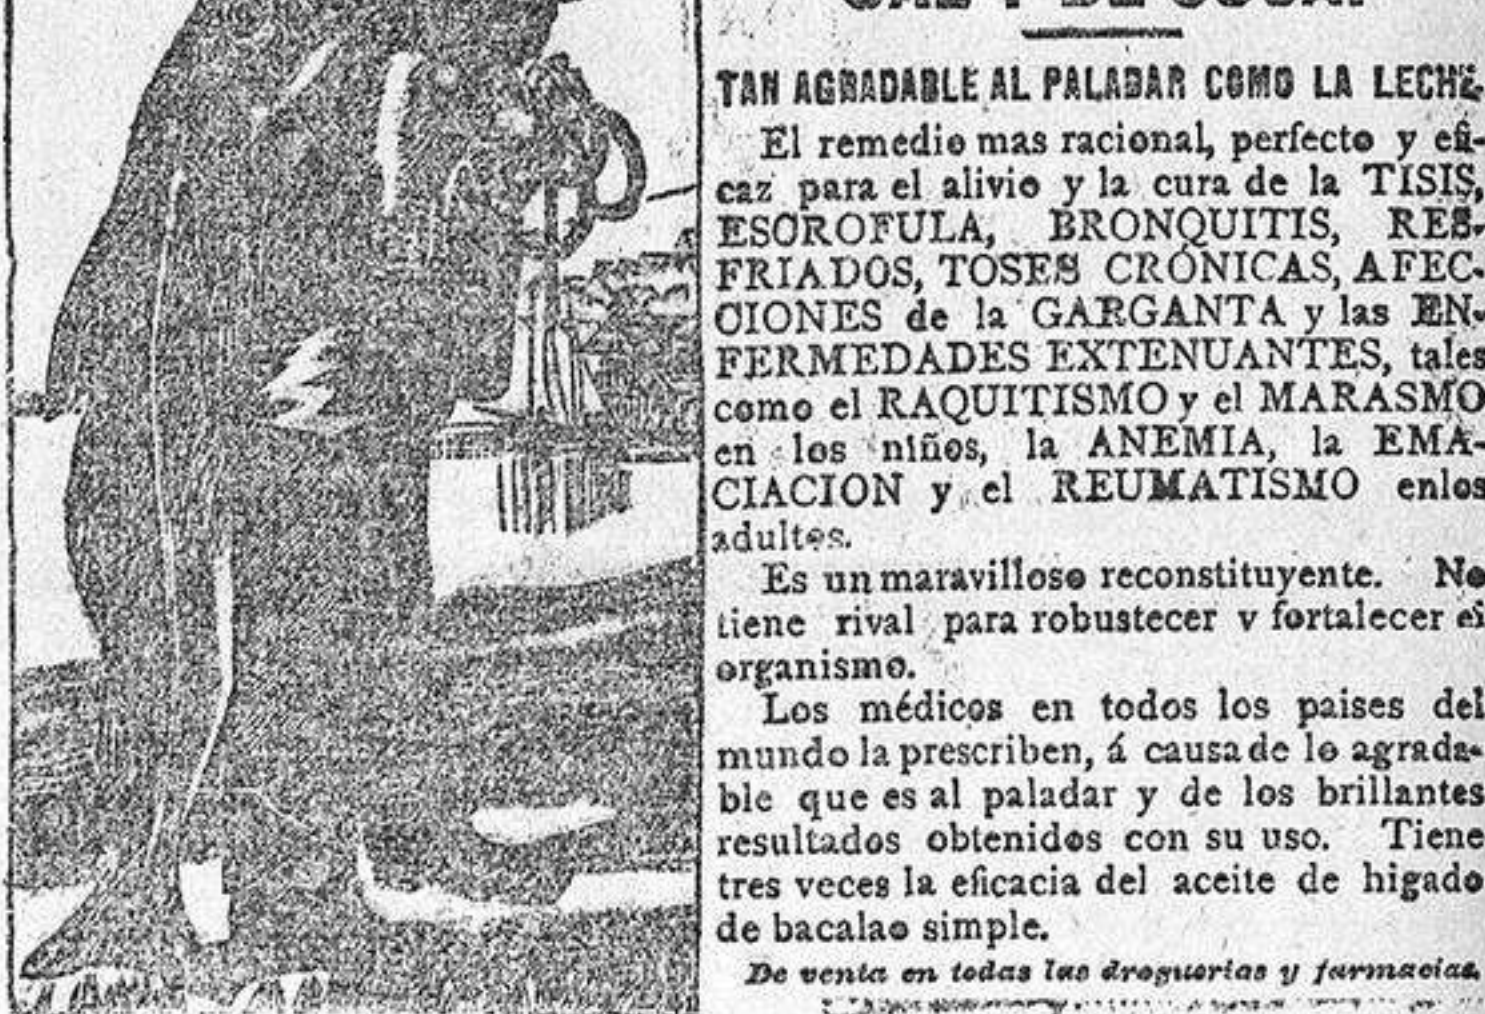 CAL Y DE SOSA.
TAN AGRADABLE AL PALADAR COMO LA LECHE.
El remedio mas racional, perfecto y efi-
caz para el alivio y la cura de la TISIS,
ESCROFULA, BRONQUITIS, RES-
FRIADOS, TOSES CRÓNICAS, AFEC-
CIONES de la GARGANTA y las EN-
FERMEDADES EXTENUANTES, tales
como el RAQUITISMO y el MARASMO
en los niños, la ANEMIA, la EMA-
CIACION y el REUMATISMO enlos
adultos.
Es un maravilloso reconstituyente. No
tiene rival para robustecer y fortalecer el
organismo.
Los médicos en todos los paises del
mundo la prescriben, á causa de lo agrada-
ble que es al paladar y de los brillantes
resultados obtenidos con su uso. Tiene
tres veces la eficacia del aceite de higado
de bacalao simple.
De venta en todas las droguerias y farmacias.